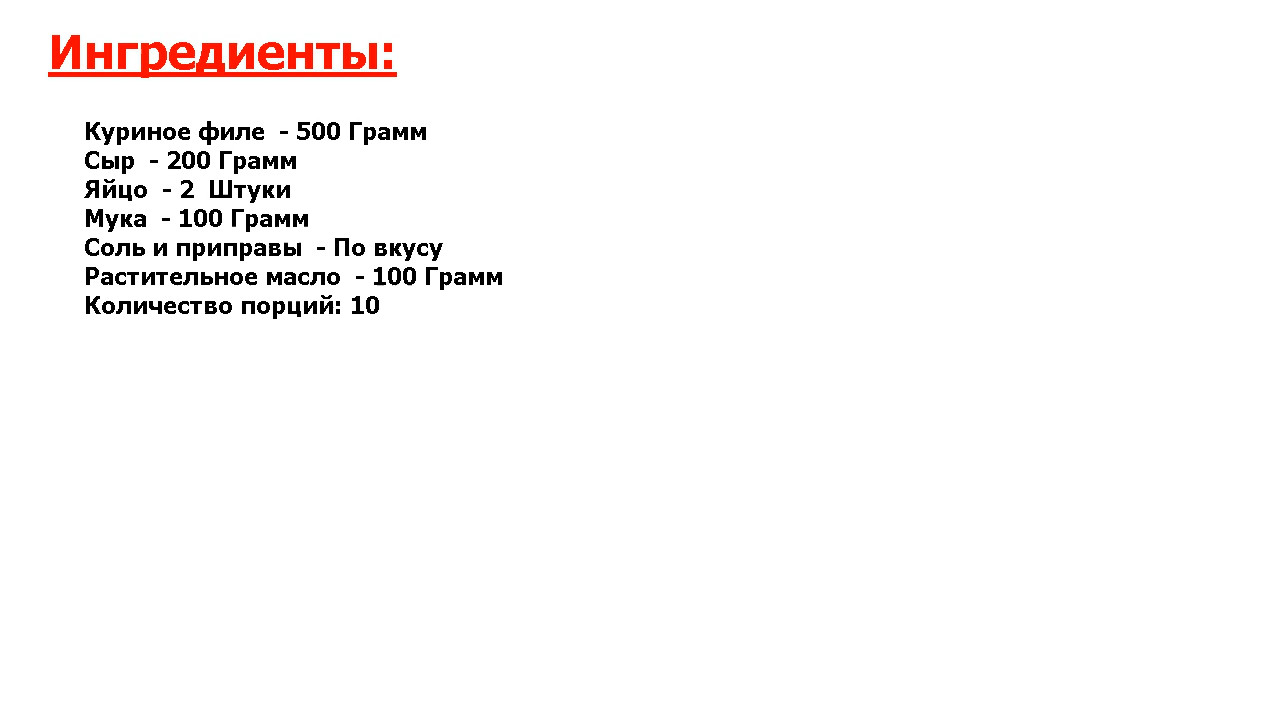 Ингредиенты:
Куриное филе  - 500 Грамм
Сыр  - 200 Грамм
Яйцо  - 2  Штуки
Мука  - 100 Грамм
Соль и приправы  - По вкусу
Растительное масло  - 100 Грамм
Количество порций: 10